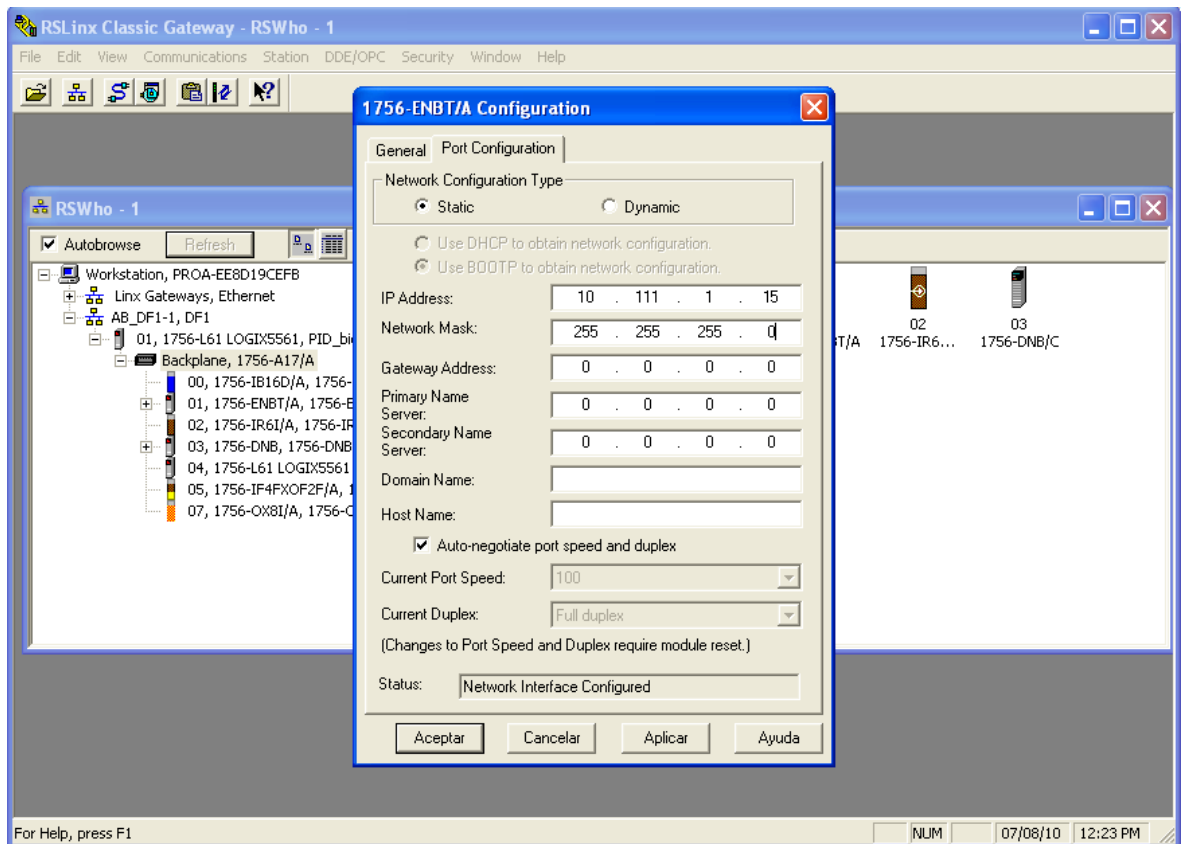 RSLinx Classic Gateway - RSWho - 1
File Edit View Communications Station DDE/OPC Security Window Help
1756-ENBT/A Configuration
General Port Configuration
Network Configuration Type
Static Dynamic
Use DHCP to obtain network configuration.
Use BOOTP to obtain network configuration.
IP Address: 10 . 111 . 1 . 15
Network Mask: 255 . 255 . 255 . 0
Gateway Address: 0 . 0 . 0 . 0
Primary Name Server: 0 . 0 . 0 . 0
Secondary Name Server: 0 . 0 . 0 . 0
Domain Name:
Host Name:
Auto-negotiate port speed and duplex
Current Port Speed: 100
Current Duplex: Full duplex
(Changes to Port Speed and Duplex require module reset.)
Status: Network Interface Configured
Aceptar Cancelar Aplicar Ayuda
RSWho - 1
Autobrowse Refresh
Workstation, PROA-EE8D19CEFB
Linx Gateways, Ethernet
AB_DF1-1, DF1
01, 1756-L61 LOGIX5561, PID_bi
Backplane, 1756-A17/A
00, 1756-IB16D/A, 1756-
01, 1756-ENBT/A, 1756-E
02, 1756-IR6I/A, 1756-IR
03, 1756-DNB, 1756-DNB
04, 1756-L61 LOGIX5561
05, 1756-IF4FXOF2F/A, 1
07, 1756-OX8I/A, 1756-O
T/A
02
1756-IR6...
03
1756-DNB/C
For Help, press F1
NUM 07/08/10 12:23 PM